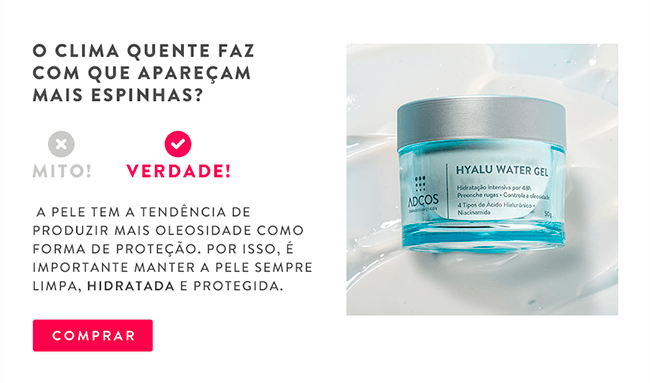 O CLIMA QUENTE FAZ
COM QUE APAREÇAM
MAIS ESPINHAS?
MITO!
VERDADE!
A PELE TEM A TENDÊNCIA DE
PRODUZIR MAIS OLEOSIDADE COMO
FORMA DE PROTEÇÃO. POR ISSO, É
IMPORTANTE MANTER A PELE SEMPRE
LIMPA, HIDRATADA E PROTEGIDA.
COMPRAR
ADCOS
HYALU WATER GEL
Hidratação intensiva por 48h
Preenche rugas • Controla a oleosidade
4 Tipos de Ácido Hialurônico +
Niacinamida
50g